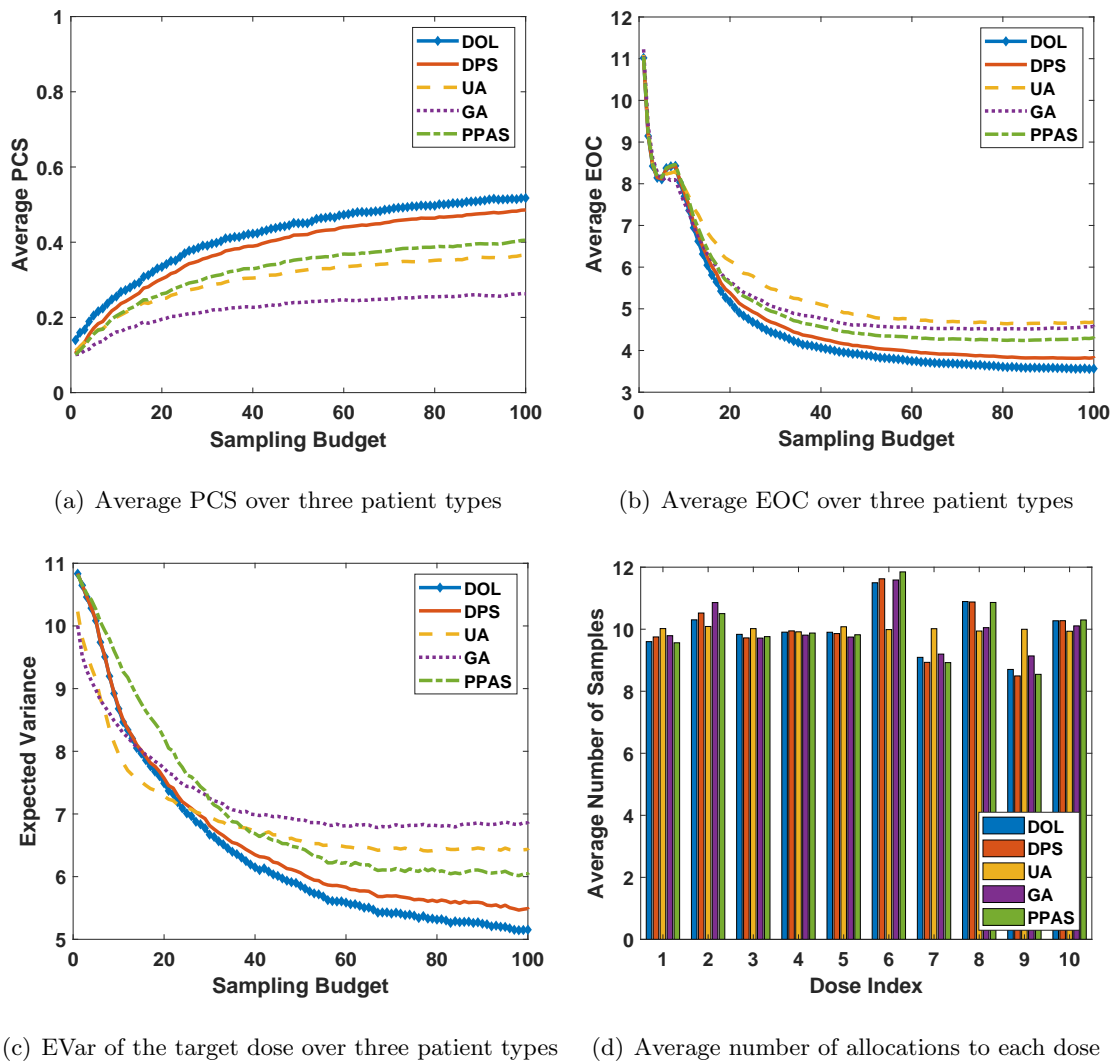 1
0.8
0.6
0.4
0.2
0
0 20 40 60 80 100
Average PCS
Sampling Budget
DOL
DPS
UA
GA
PPAS
(a) Average PCS over three patient types
12
11
10
9
8
7
6
5
4
3
0 20 40 60 80 100
Average EOC
Sampling Budget
DOL
DPS
UA
GA
PPAS
(b) Average EOC over three patient types
11
10
9
8
7
6
5
0 20 40 60 80 100
Expected Variance
Sampling Budget
DOL
DPS
UA
GA
PPAS
(c) EVar of the target dose over three patient types
12
10
8
6
4
2
0
1 2 3 4 5 6 7 8 9 10
Average Number of Samples
Dose Index
DOL
DPS
UA
GA
PPAS
(d) Average number of allocations to each dose